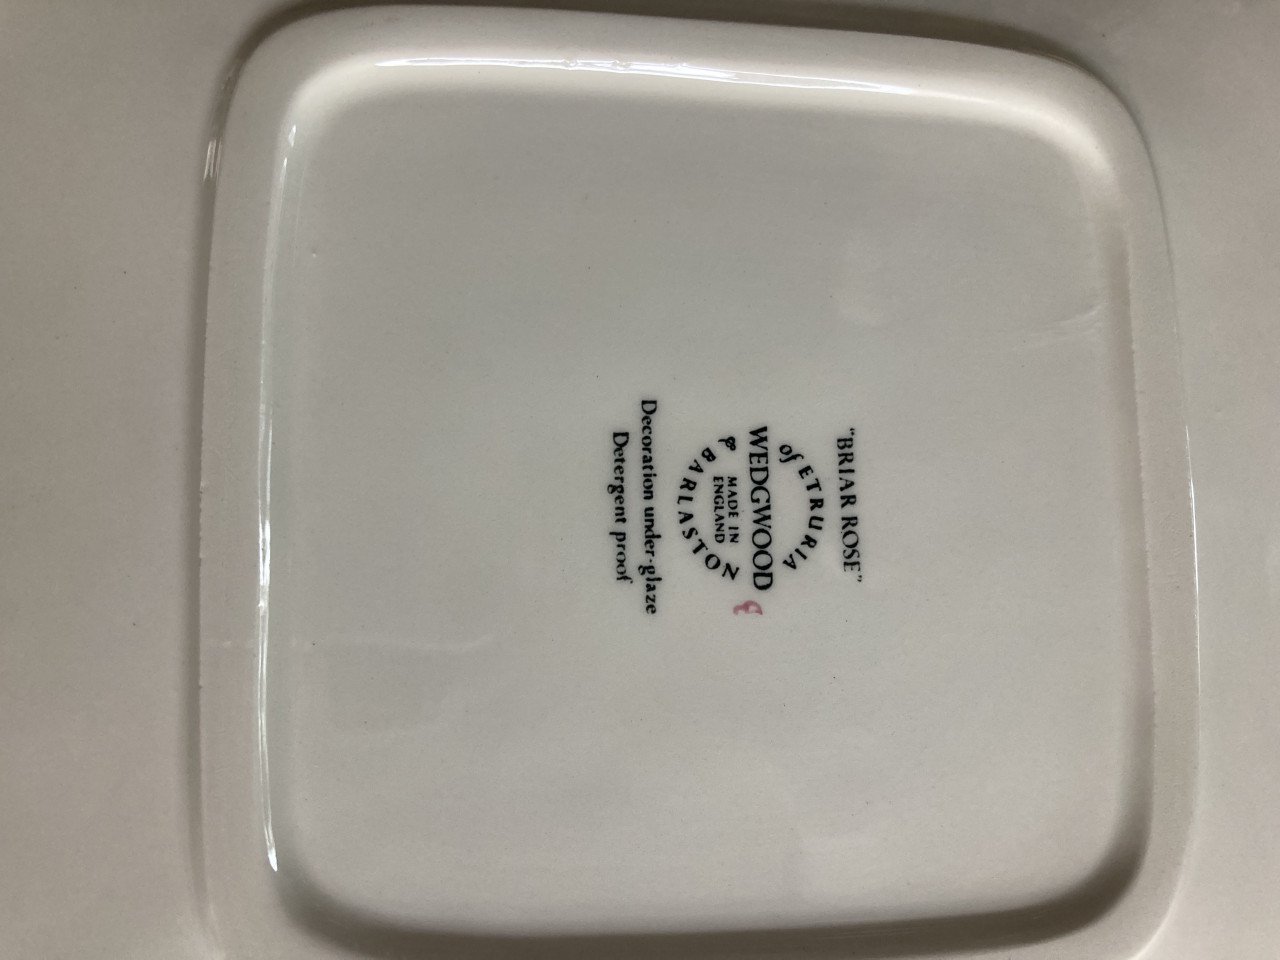 "BRIAR ROSE"
of ETRURIA
WEDGWOOD
MADE IN
ENGLAND
& BARLASTON
Decoration under-glaze
Detergent proof